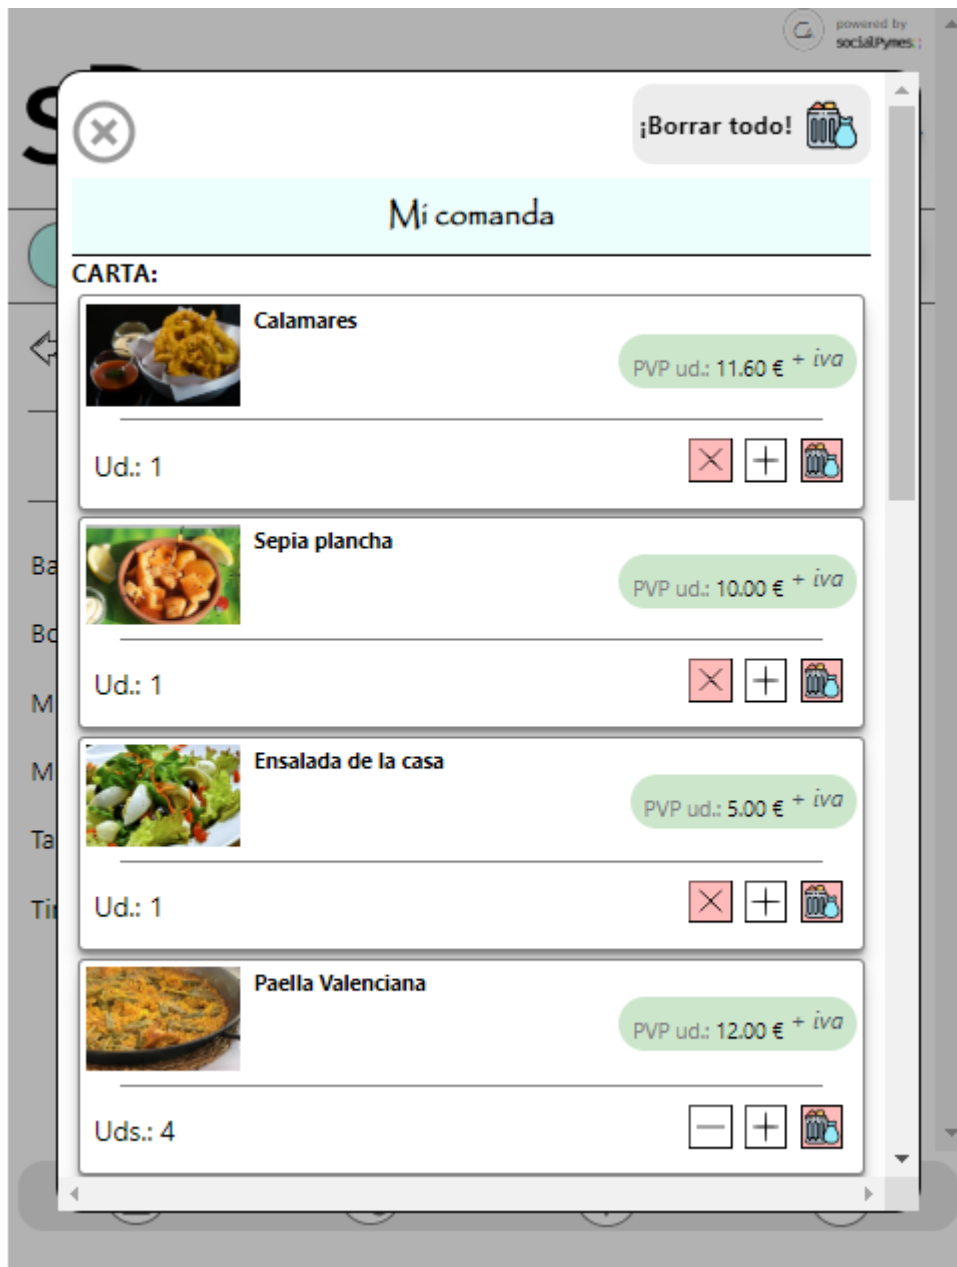 powered by
socialPymes
¡Borrar todo!
Mi comanda
CARTA:
Calamares
PVP ud.: 11.60 € + iva
Ud.: 1
Sepia plancha
PVP ud.: 10.00 € + iva
Ud.: 1
Ensalada de la casa
PVP ud.: 5.00 € + iva
Ud.: 1
Paella Valenciana
PVP ud.: 12.00 € + iva
Uds.: 4